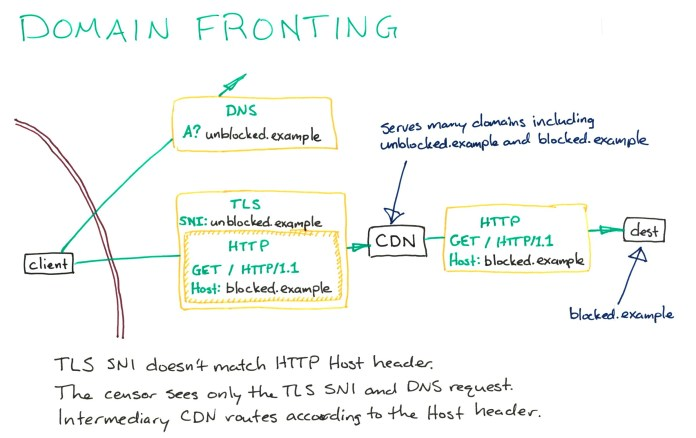 DOMAIN FRONTING
DNS
A? unblocked.example
serves many domains including
unblocked.example and blocked.example
TLS
SNI: unblocked.example
HTTP
GET / HTTP/1.1
Host: blocked.example
client
CDN
HTTP
GET / HTTP/1.1
Host: blocked.example
dest
blocked.example
TLS SNI doesn't match HTTP Host header.
The censor sees only the TLS SNI and DNS request.
Intermediary CDN routes according to the Host header.